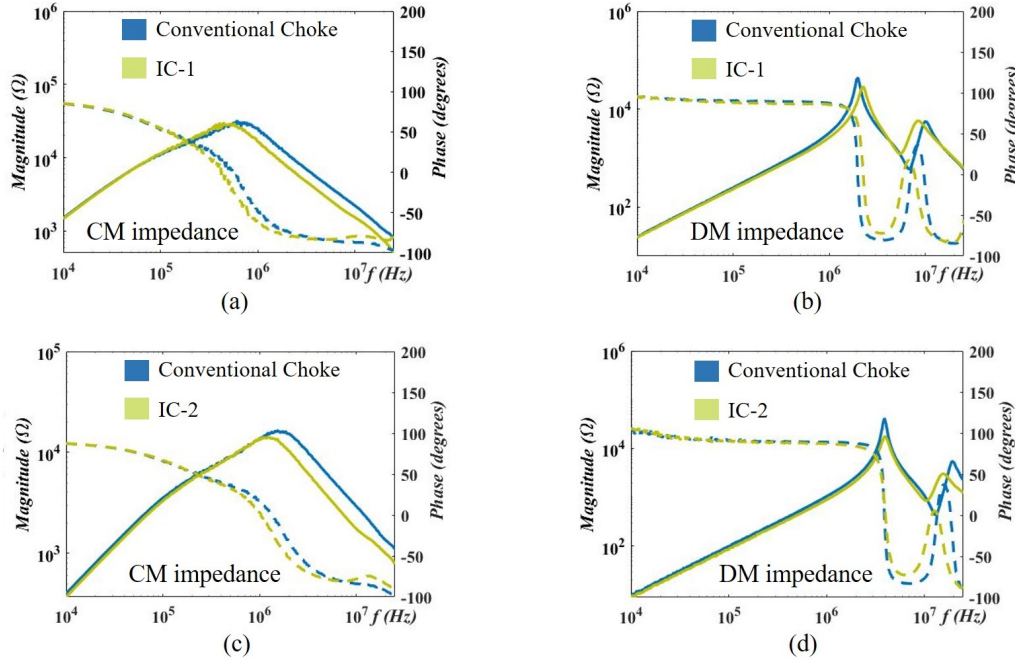 10^6
200
Conventional Choke
IC-1
150
10^5
100
Magnitude (Ω)
50
Phase (degrees)
10^4
0
-50
10^3
CM impedance
-100
10^4
10^5
10^6
10^7 f (Hz)
(a)
10^6
200
Conventional Choke
IC-1
150
10^4
100
Magnitude (Ω)
50
Phase (degrees)
0
10^2
-50
DM impedance
-100
10^4
10^5
10^6
10^7 f (Hz)
(b)
10^5
200
Conventional Choke
IC-2
150
10^4
100
Magnitude (Ω)
50
Phase (degrees)
0
10^3
-50
CM impedance
-100
10^4
10^5
10^6
10^7 f (Hz)
(c)
10^6
200
Conventional Choke
IC-2
150
10^4
100
Magnitude (Ω)
50
Phase (degrees)
0
10^2
-50
DM impedance
-100
10^4
10^5
10^6
10^7 f (Hz)
(d)